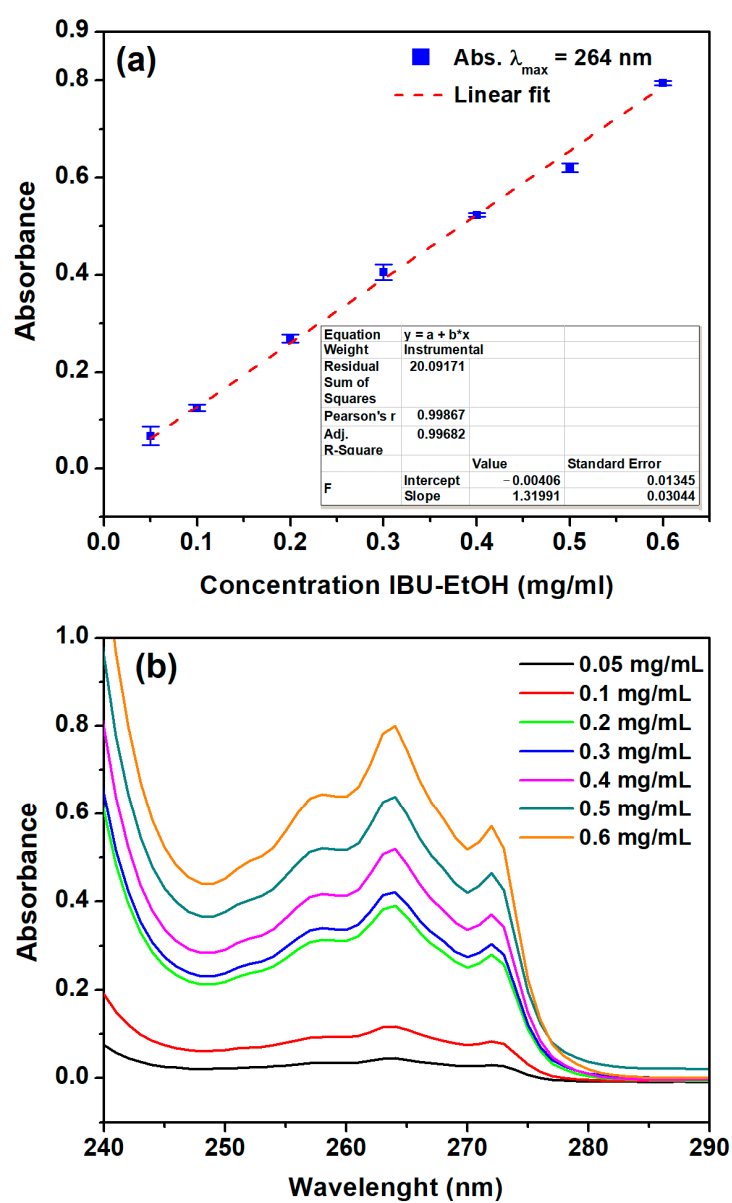 (a)
Abs. λmax = 264 nm
Linear fit
0.9
0.8
0.6
0.4
0.2
0.0
Absorbance
Equation y = a + b*x
Weight Instrumental
Residual Sum of Squares 20.09171
Pearson's r 0.99867
Adj. R-Square 0.99682
Value Standard Error
F Intercept −0.00406 0.01345
Slope 1.31991 0.03044
0.0 0.1 0.2 0.3 0.4 0.5 0.6
Concentration IBU-EtOH (mg/ml)
(b)
1.0
0.8
0.6
0.4
0.2
0.0
Absorbance
0.05 mg/mL
0.1 mg/mL
0.2 mg/mL
0.3 mg/mL
0.4 mg/mL
0.5 mg/mL
0.6 mg/mL
240 250 260 270 280 290
Wavelenght (nm)